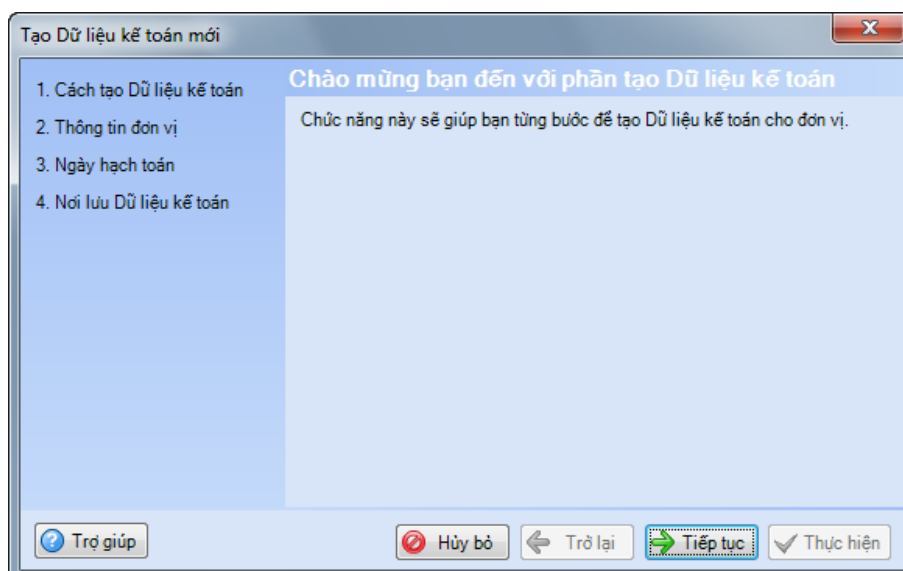 Tạo Dữ liệu kế toán mới
1. Cách tạo Dữ liệu kế toán
2. Thông tin đơn vị
3. Ngày hạch toán
4. Nơi lưu Dữ liệu kế toán
Chào mừng bạn đến với phần tạo Dữ liệu kế toán
Chức năng này sẽ giúp bạn từng bước để tạo Dữ liệu kế toán cho đơn vị.
Trợ giúp Hủy bỏ Trở lại Tiếp tục Thực hiện